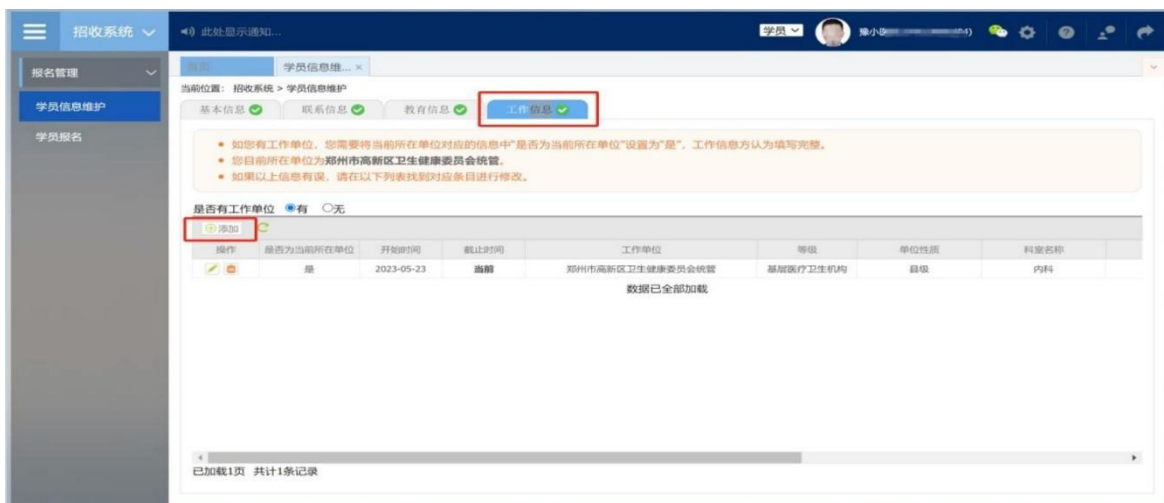 招收系统
此处显示通知...
学员
豫小
报名管理
学员信息维护
学员报名
首页
学员信息维... ×
当前位置： 招收系统 > 学员信息维护
基本信息
联系信息
教育信息
工作信息
如您有工作单位，您需要将当前所在单位对应的信息中"是否为当前所在单位"设置为"是"，工作信息方认为填写完整。
您目前所在单位为郑州市高新区卫生健康委员会统管。
如果以上信息有误，请在以下列表找到对应条目进行修改。
是否有工作单位 有 无
添加
操作 是否为当前所在单位 开始时间 截止时间 工作单位 等级 单位性质 科室名称
是 2023-05-23 当前 郑州市高新区卫生健康委员会统管 基层医疗卫生机构 县级 内科
数据已全部加载
已加载1页 共计1条记录